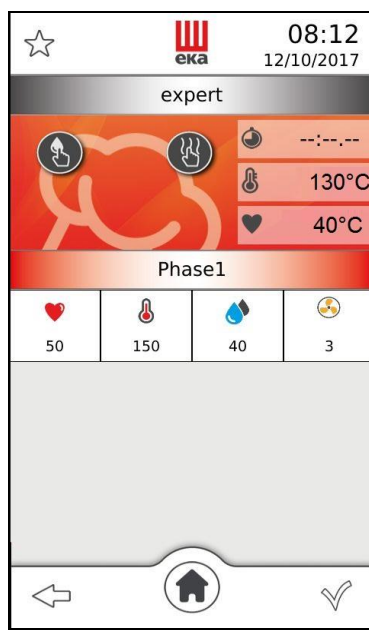 08:12
eka
12/10/2017
expert
--:--.--
130°C
40°C
Phase1
50 150 40 3